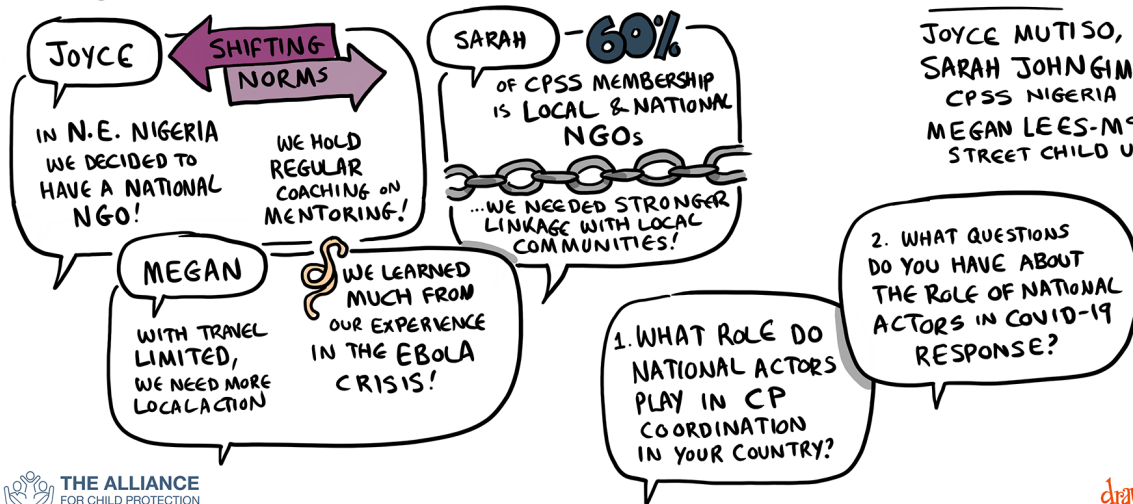 JOYCE
SHIFTING
NORMS
IN N.E. NIGERIA
WE DECIDED TO
HAVE A NATIONAL
NGO!
WE HOLD
REGULAR
COACHING ON
MENTORING!
SARAH
60%
OF CPSS MEMBERSHIP
IS LOCAL & NATIONAL
NGOs
...WE NEEDED STRONGER
LINKAGE WITH LOCAL
COMMUNITIES!
MEGAN
WITH TRAVEL
LIMITED,
WE NEED MORE
LOCAL ACTION
WE LEARNED
MUCH FROM
OUR EXPERIENCE
IN THE EBOLA
CRISIS!
JOYCE MUTISO,
SARAH
CPSS NIGERIA
MEGAN
STREET CHILD
1. WHAT ROLE DO
NATIONAL ACTORS
PLAY IN CP
COORDINATION
IN YOUR COUNTRY?
2. WHAT QUESTIONS
DO YOU HAVE ABOUT
THE ROLE OF NATIONAL
ACTORS IN COVID-19
RESPONSE?
THE ALLIANCE
FOR CHILD PROTECTION